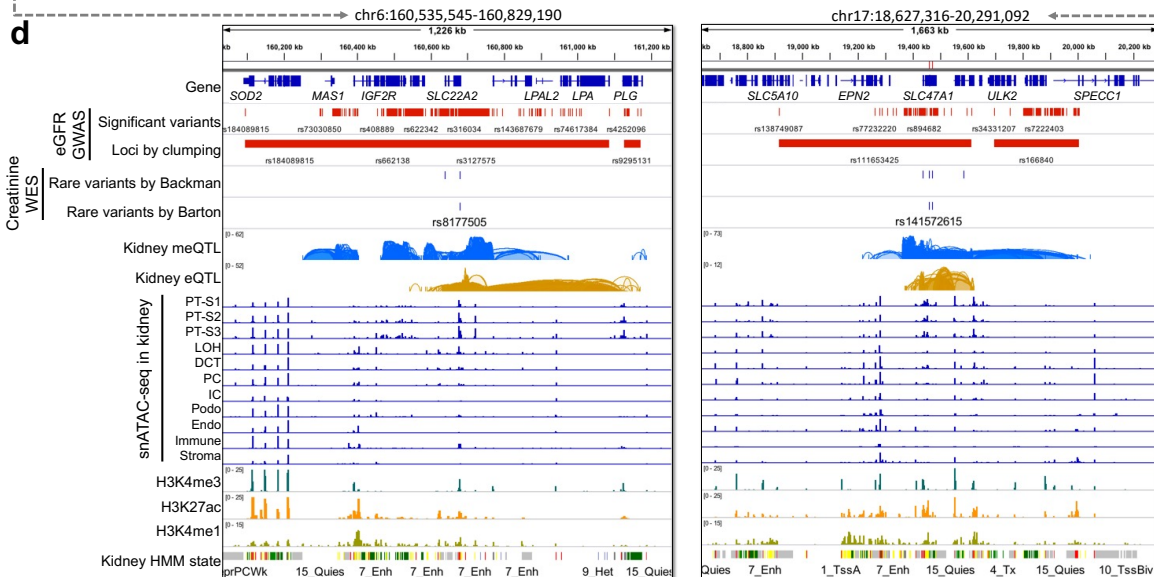 chr6:160,535,545-160,829,190
chr17:18,627,316-20,291,092
d
1,226 kb
1,663 kb
kb 160,200 kb 160,400 kb 160,600 kb 160,800 kb 161,000 kb 161,200 kb
kb 18,800 kb 19,000 kb 19,200 kb 19,400 kb 19,600 kb 19,800 kb 20,000 kb 20,200 kb
Gene
SOD2 MAS1 IGF2R SLC22A2 LPAL2 LPA PLG
SLC5A10 EPN2 SLC47A1 ULK2 SPECC1
eGFR GWAS
Significant variants
rs184089815 rs73030850 rs408889 rs622342 rs316034 rs143687679 rs74617384 rs4252096
rs138749087 rs77232220 rs894682 rs34331207 rs7222403
Loci by clumping
rs184089815 rs662138 rs3127575 rs9295131
rs111653425 rs166840
Creatinine WES
Rare variants by Backman
Rare variants by Barton
rs8177505
rs141572615
Kidney meQTL
[0 - 62]
[0 - 73]
Kidney eQTL
[0 - 52]
[0 - 12]
snATAC-seq in kidney
PT-S1
PT-S2
PT-S3
LOH
DCT
PC
IC
Podo
Endo
Immune
Stroma
H3K4me3
[0 - 25]
[0 - 25]
H3K27ac
[0 - 25]
[0 - 25]
H3K4me1
[0 - 15]
[0 - 15]
Kidney HMM state
prPCWk 15_Quies 7_Enh 7_Enh 7_Enh 7_Enh 9_Het 15_Quies
Quies 7_Enh 1_TssA 7_Enh 15_Quies 4_Tx 15_Quies 10_TssBiv